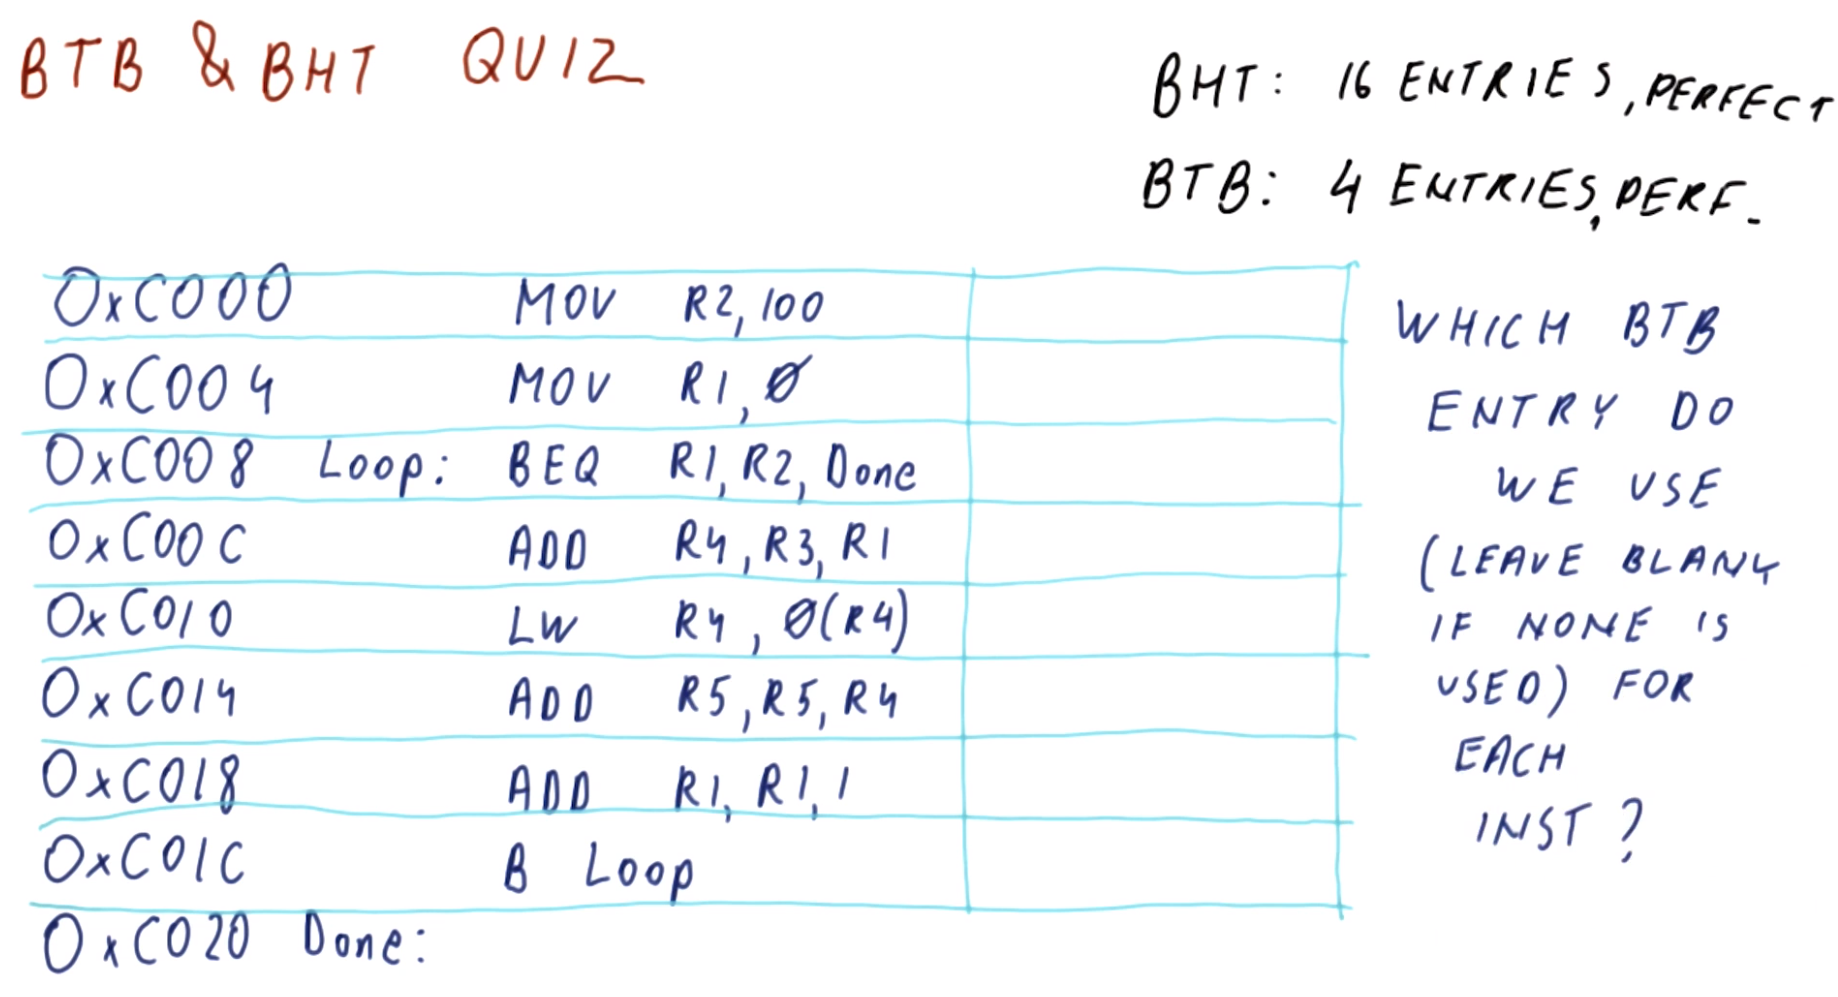 BTB & BHT QUIZ
BHT: 16 ENTRIES, PERFECT
BTB: 4 ENTRIES, PERF.
0xC000 MOV R2, 100
0xC004 MOV R1, Ø
0xC008 Loop: BEQ R1, R2, Done
0xC00C ADD R4, R3, R1
0xC010 LW R4, Ø(R4)
0xC014 ADD R5, R5, R4
0xC018 ADD R1, R1, 1
0xC01C B Loop
0xC020 Done:
WHICH BTB
ENTRY DO
WE USE
(LEAVE BLANK
IF NONE IS
USED) FOR
EACH
INST?